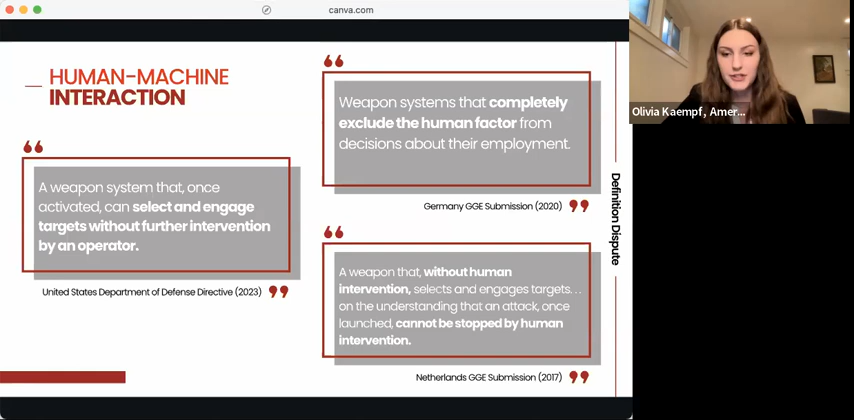 canva.com
HUMAN-MACHINE
INTERACTION
“
A weapon system that, once
activated, can select and engage
targets without further intervention
by an operator.
United States Department of Defense Directive (2023) ”
“
Weapon systems that completely
exclude the human factor from
decisions about their employment.
Germany GGE Submission (2020) ”
“
A weapon that, without human
intervention, selects and engages targets...
on the understanding that an attack, once
launched, cannot be stopped by human
intervention.
Netherlands GGE Submission (2017) ”
Definition Dispute
Olivia Kaempf, Amer...